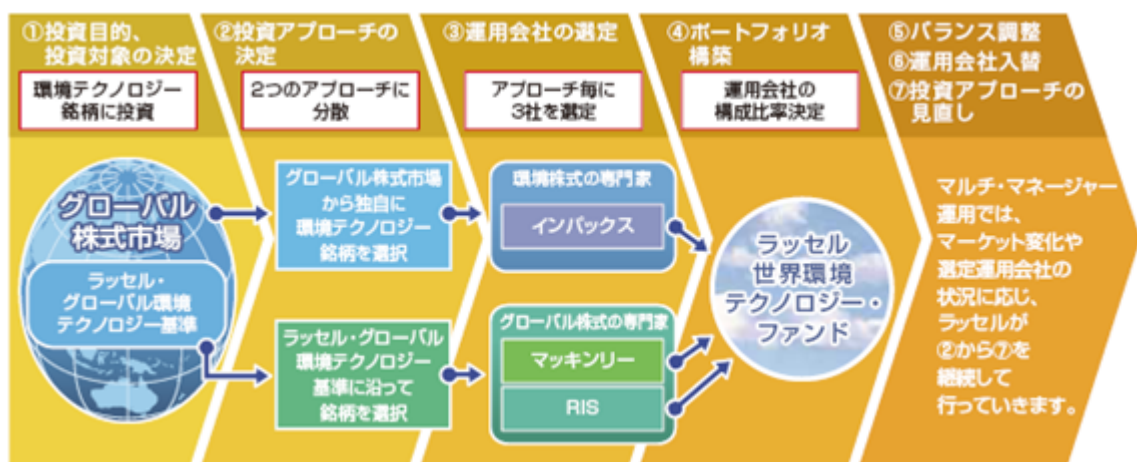 ①投資目的、
投資対象の決定
環境テクノロジー
銘柄に投資
グローバル
株式市場
ラッセル・
グローバル環境
テクノロジー基準
②投資アプローチの
決定
2つのアプローチに
分散
グローバル株式市場
から独自に
環境テクノロジー
銘柄を選択
ラッセル・グローバル
環境テクノロジー
基準に沿って
銘柄を選択
③運用会社の選定
アプローチ毎に
3社を選定
環境株式の専門家
インパックス
グローバル株式の専門家
マッキンリー
RIS
④ポートフォリオ
構築
運用会社の
構成比率決定
ラッセル
世界環境
テクノロジー・
ファンド
⑤バランス調整
⑥運用会社入替
⑦投資アプローチの
見直し
マルチ・マネージャー
運用では、
マーケット変化や
選定運用会社の
状況に応じ、
ラッセルが
②から⑦を
継続して
行っていきます。